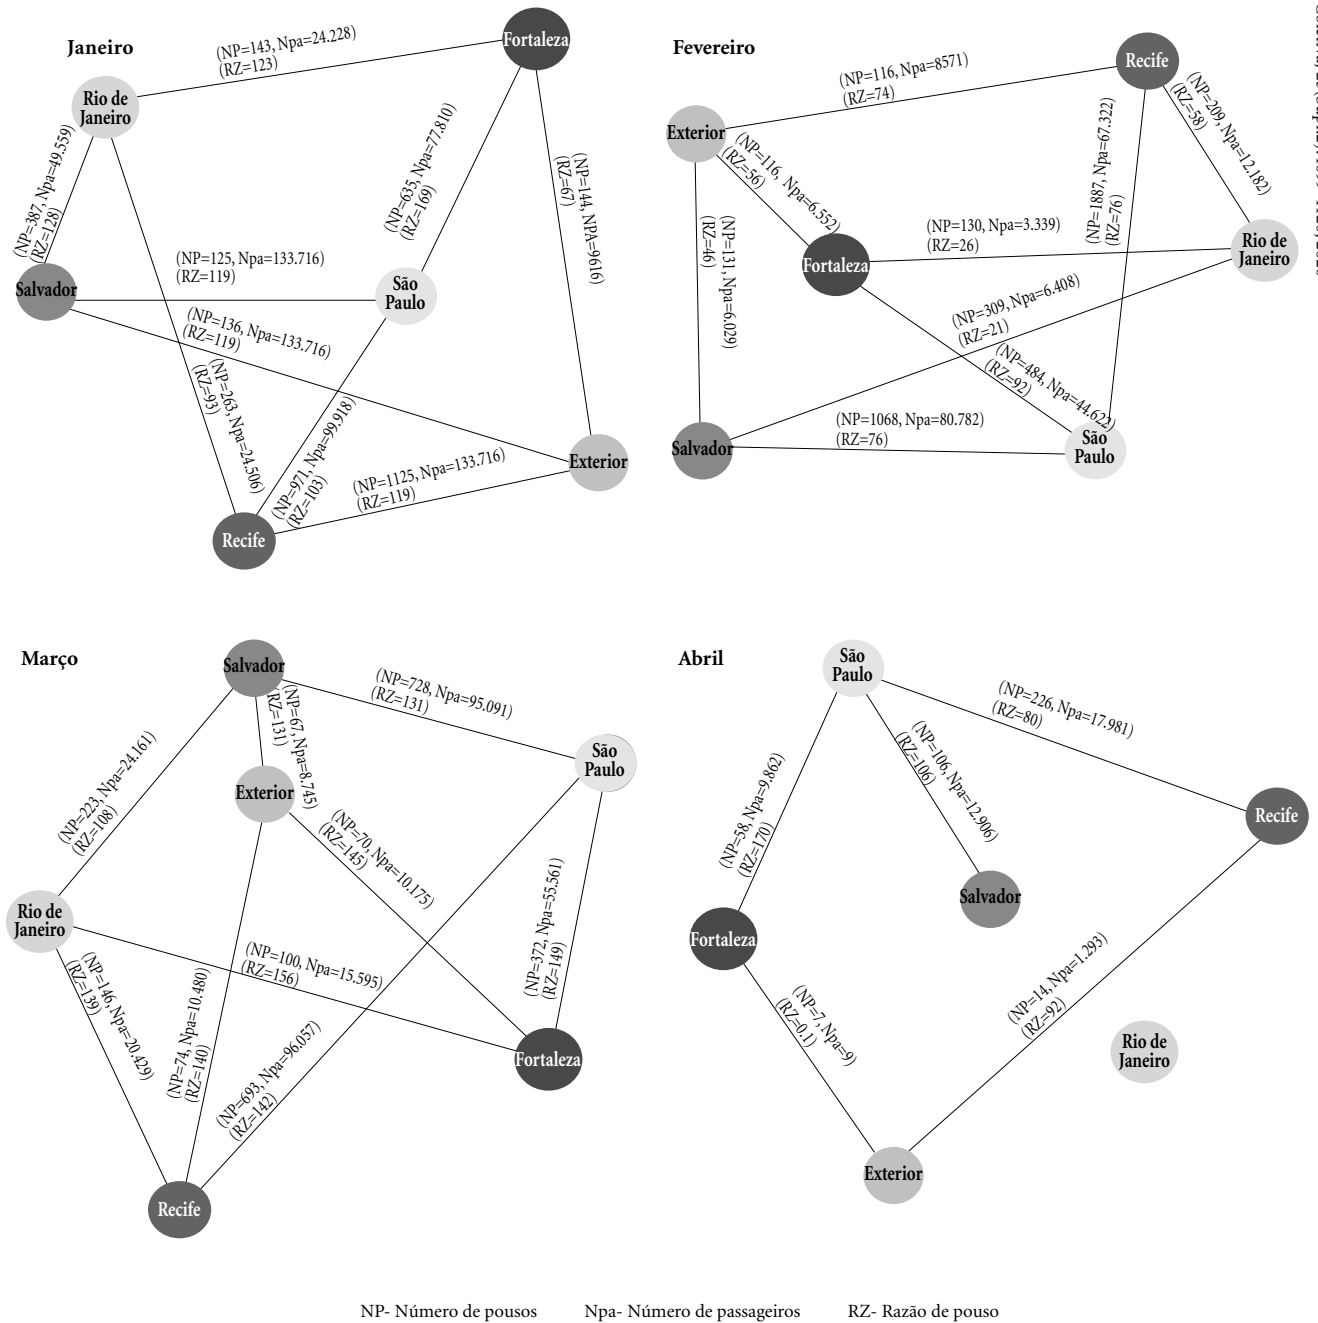 Janeiro
Fortaleza
(NP=143, Npa=24.228)
(RZ=123)
Rio de
Janeiro
(NP=387, Npa=49.559)
(RZ=128)
(NP=635, Npa=77.810)
(RZ=169)
(NP=144, NPA=9616)
(RZ=67)
Salvador
(NP=125, Npa=133.716)
(RZ=119)
São
Paulo
(NP=136, Npa=133.716)
(RZ=119)
(NP=263, Npa=24.506)
(RZ=93)
(NP=971, Npa=99.918)
(RZ=103)
(NP=1125, Npa=133.716)
(RZ=119)
Exterior
Recife
Fevereiro
Recife
(NP=116, Npa=8571)
(RZ=74)
Exterior
(NP=116, Npa=6.552)
(RZ=56)
(NP=1887, Npa=67.322)
(RZ=76)
(NP=209, Npa=12.182)
(RZ=58)
(NP=131, Npa=6.029)
(RZ=46)
Fortaleza
(NP=130, Npa=3.339)
(RZ=26)
Rio de
Janeiro
(NP=309, Npa=6.408)
(RZ=21)
(NP=484, Npa=44.622)
(RZ=92)
(NP=1068, Npa=80.782)
(RZ=76)
Salvador
São
Paulo
Março
Salvador
(NP=728, Npa=95.091)
(RZ=131)
(NP=67, Npa=8.745)
(RZ=131)
São
Paulo
(NP=223, Npa=24.161)
(RZ=108)
Exterior
(NP=70, Npa=10.175)
(RZ=145)
Rio de
Janeiro
(NP=100, Npa=15.595)
(RZ=156)
(NP=372, Npa=55.561)
(RZ=149)
(NP=146, Npa=20.429)
(RZ=139)
(NP=74, Npa=10.480)
(RZ=140)
(NP=693, Npa=96.057)
(RZ=142)
Fortaleza
Recife
Abril
São
Paulo
(NP=226, Npa=17.981)
(RZ=80)
(NP=106, Npa=12.906)
(RZ=106)
(NP=58, Npa=9.862)
(RZ=170)
Recife
Salvador
Fortaleza
(NP=7, Npa=9)
(RZ=0.1)
(NP=14, Npa=1.293)
(RZ=92)
Rio de
Janeiro
Exterior
NP- Número de pousos Npa- Número de passageiros RZ- Razão de pouso